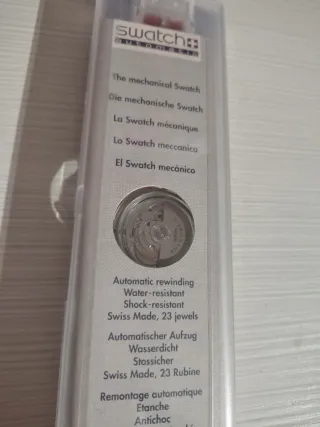 swatch
automatic
The mechanical Swatch
Die mechanische Swatch
La Swatch mécanique
Lo Swatch meccanico
El Swatch mecánico
Automatic rewinding
Water-resistant
Shock-resistant
Swiss Made, 23 jewels
Automatischer Aufzug
Wasserdicht
Stossicher
Swiss Made, 23 Rubine
Remontage automatique
Etanche
Antichoc